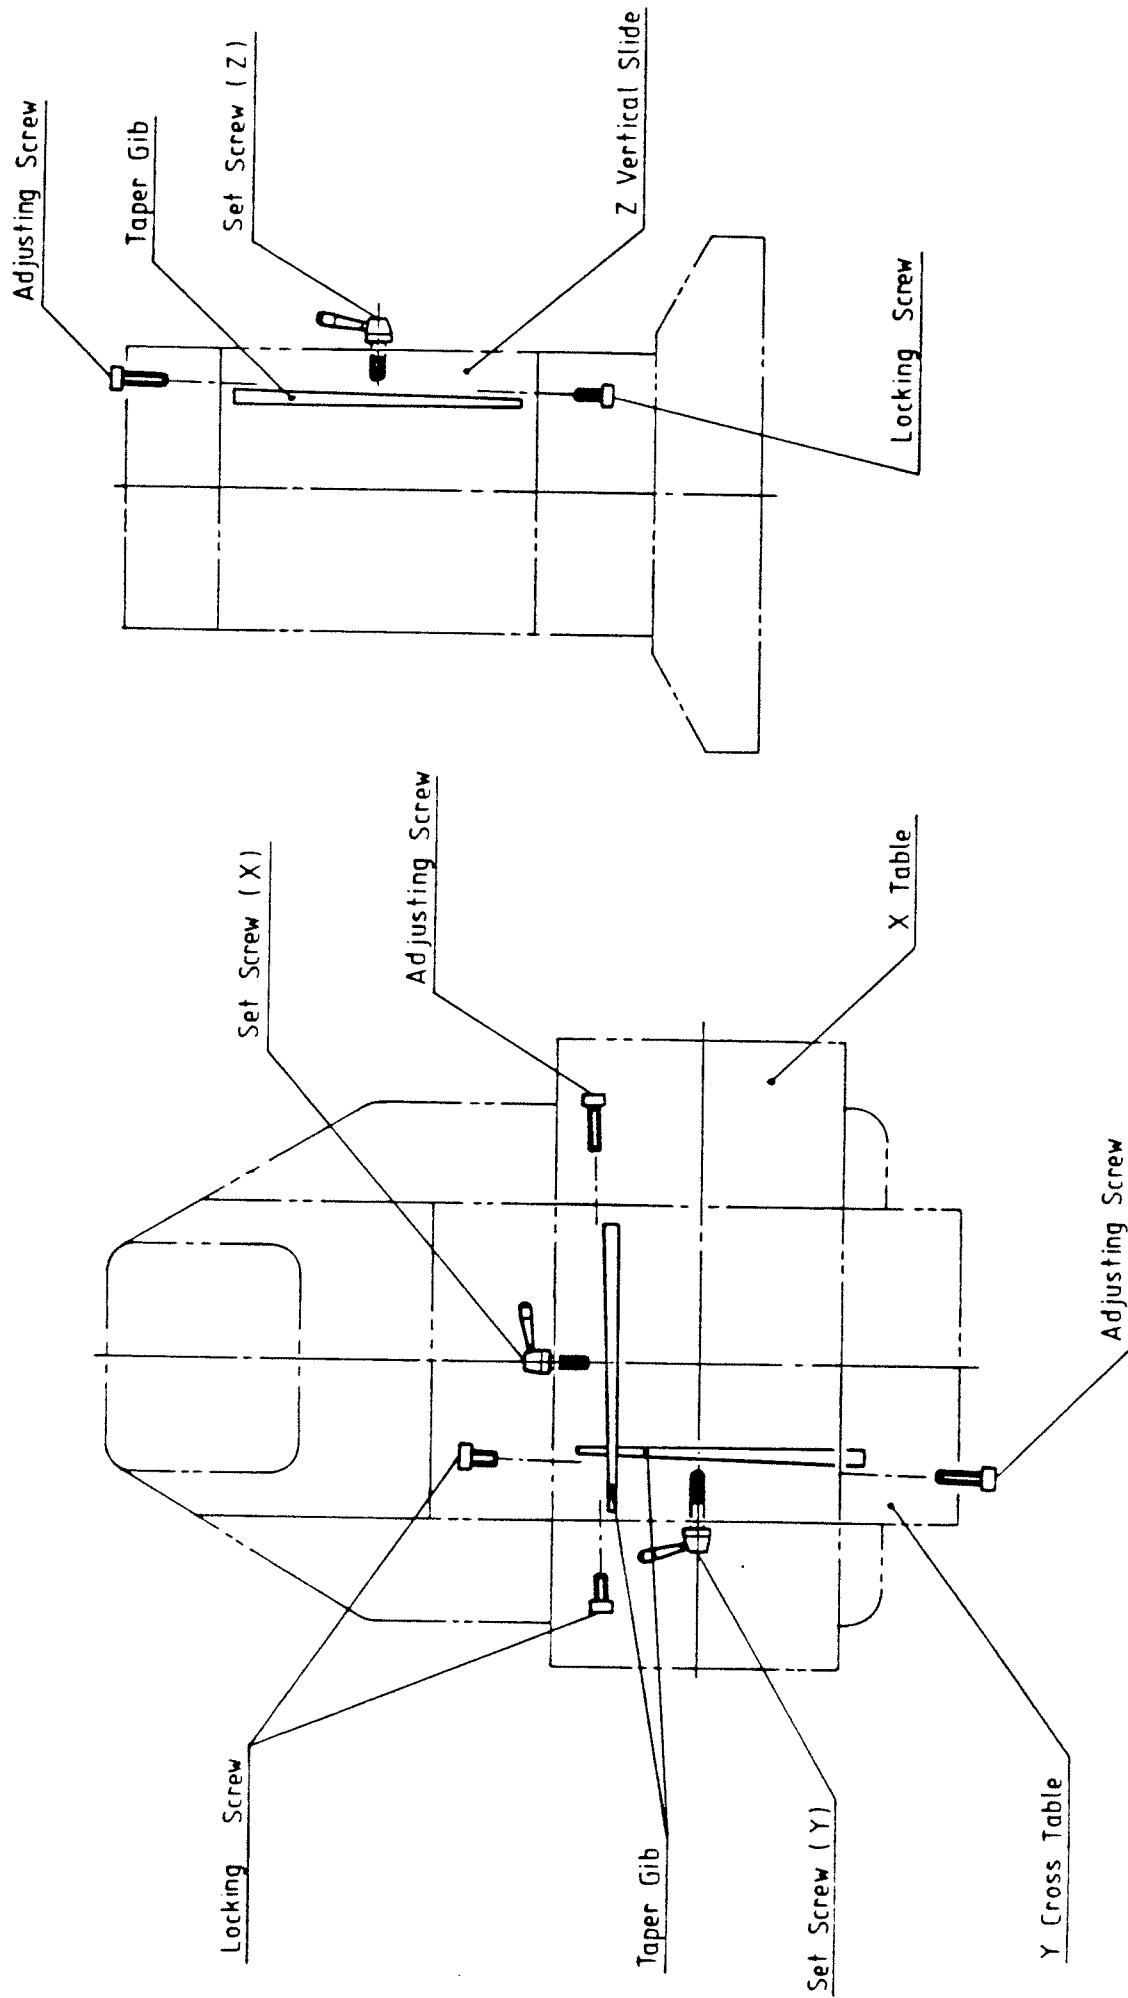 Adjusting Screw
Taper Gib
Set Screw (Z)
Z Vertical Slide
Locking Screw
Set Screw (X)
Adjusting Screw
X Table
Adjusting Screw
Locking Screw
Taper Gib
Set Screw (Y)
Y Cross Table